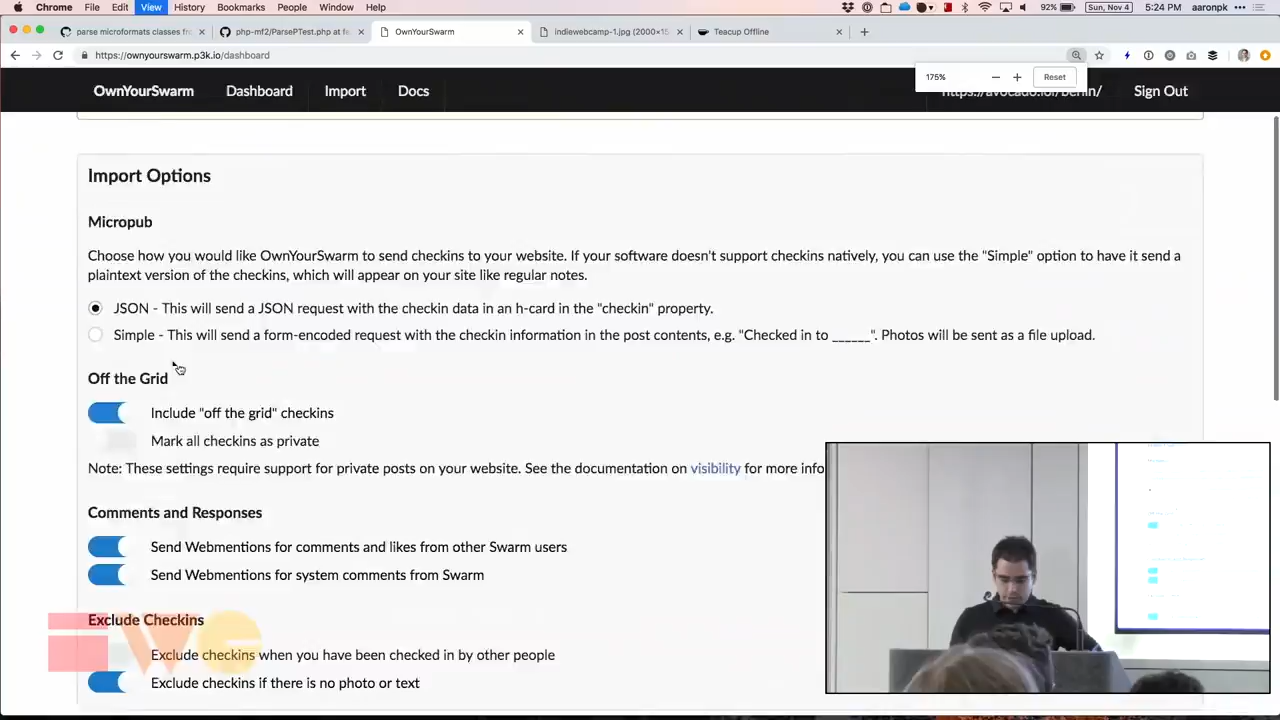 Chrome File Edit View History Bookmarks People Window Help 92% Sun, Nov 4 5:24 PM aaronpk
parse microformats classes fro php-mf2/ParsePTest.php at fe OwnYourSwarm indiewebcamp-1.jpg (2000×15 Teacup Offline
https://ownyourswarm.p3k.io/dashboard
175% Reset
OwnYourSwarm Dashboard Import Docs https://avocado.lol/berlin/ Sign Out
Import Options
Micropub
Choose how you would like OwnYourSwarm to send checkins to your website. If your software doesn't support checkins natively, you can use the "Simple" option to have it send a
plaintext version of the checkins, which will appear on your site like regular notes.
JSON - This will send a JSON request with the checkin data in an h-card in the "checkin" property.
Simple - This will send a form-encoded request with the checkin information in the post contents, e.g. "Checked in to ______". Photos will be sent as a file upload.
Off the Grid
Include "off the grid" checkins
Mark all checkins as private
Note: These settings require support for private posts on your website. See the documentation on visibility for more info
Comments and Responses
Send Webmentions for comments and likes from other Swarm users
Send Webmentions for system comments from Swarm
Exclude Checkins
Exclude checkins when you have been checked in by other people
Exclude checkins if there is no photo or text